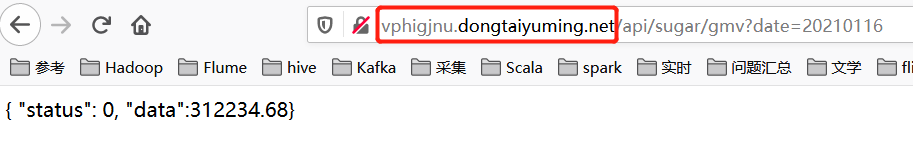 vphigjnu.dongtaiyuming.net/api/sugar/gmv?date=20210116
参考 Hadoop Flume hive Kafka 采集 Scala spark 实时 问题汇总 文学 fli
{ "status": 0, "data":312234.68}